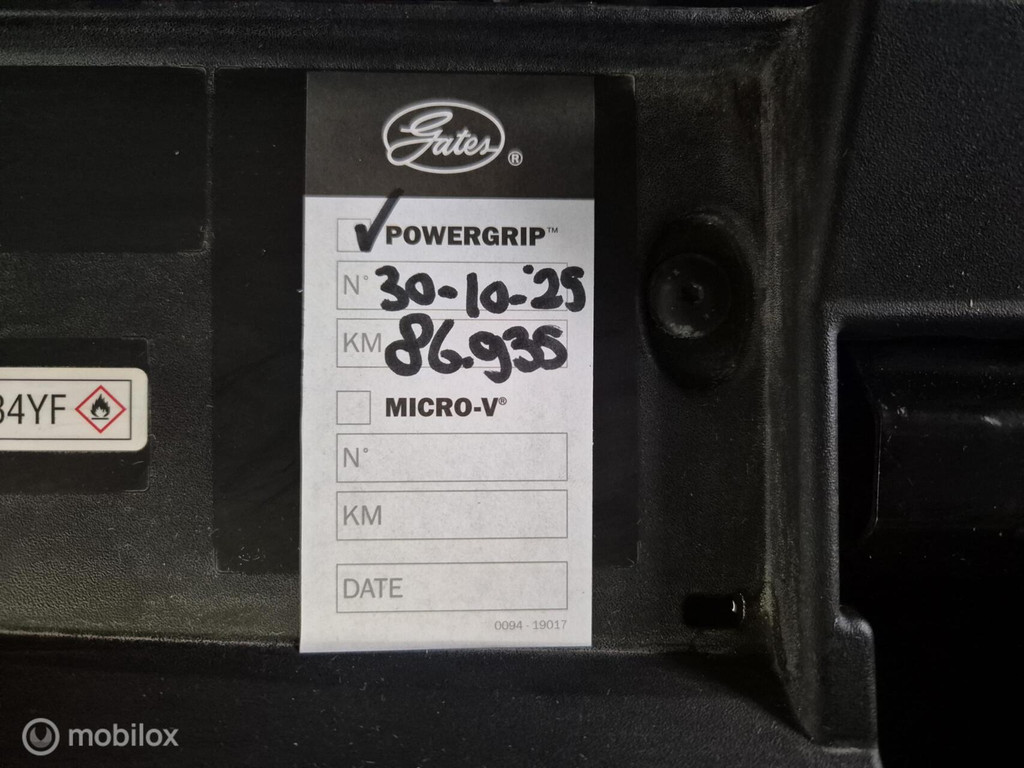 Gates®
POWERGRIP™
N° 30-10-'25
KM 86.935
34YF
MICRO-V®
N°
KM
DATE
0094 - 19017
mobilox